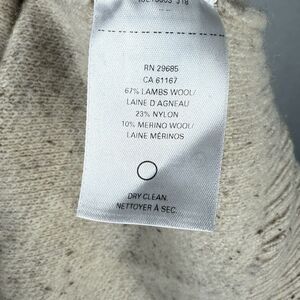 RN 29685
CA 61167
67% LAMBS WOOL/
LAINE D'AGNEAU
23% NYLON
10% MERINO WOOL/
LAINE MÉRINOS
DRY CLEAN.
NETTOYER À SEC.